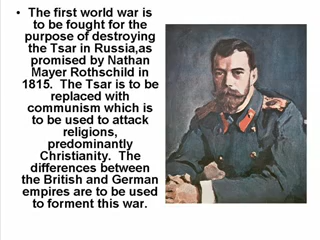 • The first world war is
to be fought for the
purpose of destroying
the Tsar in Russia,as
promised by Nathan
Mayer Rothschild in
1815.  The Tsar is to be
replaced with
communism which is
to be used to attack
religions,
predominantly
Christianity.  The
differences between
the British and German
empires are to be used
to forment this war.